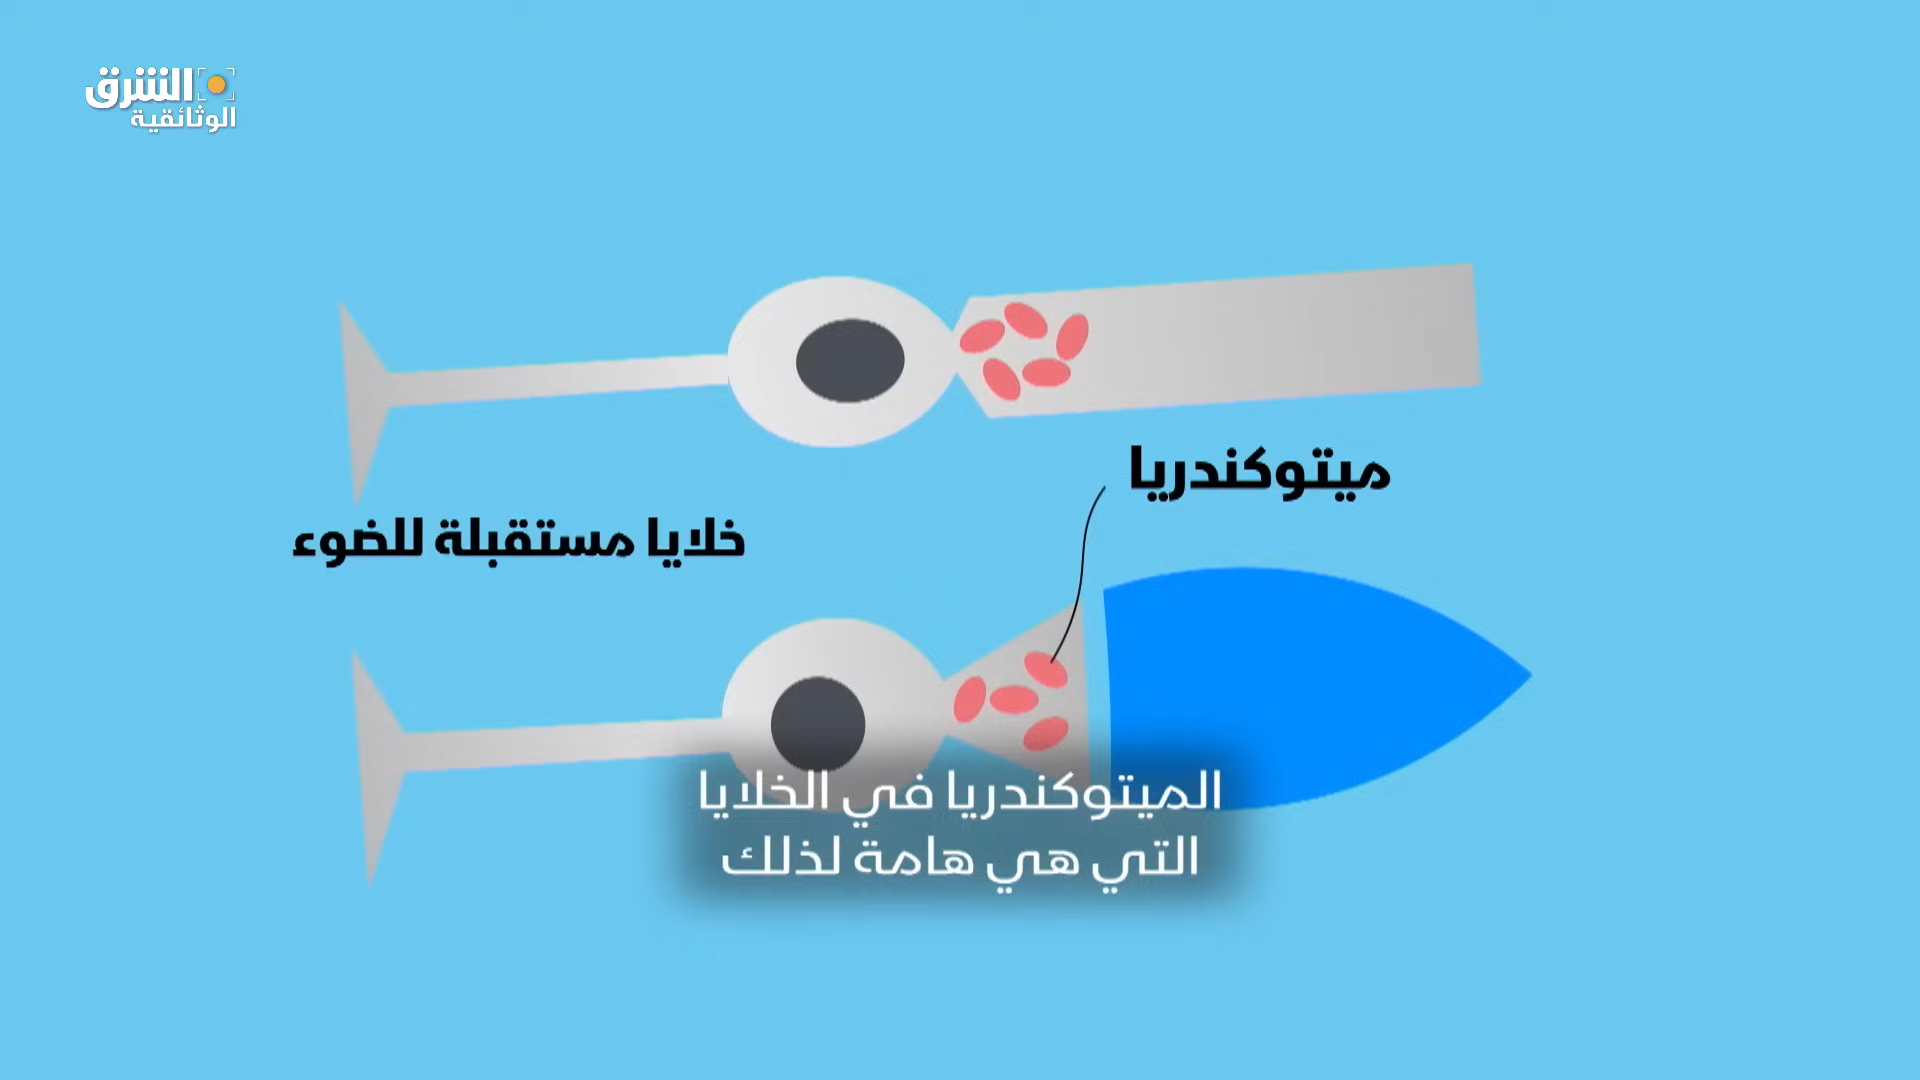 الشرق
الوثائقية
ميتوكندريا
خلايا مستقبلة للضوء
الميتوكندريا في الخلايا
التي هي هامة لذلك